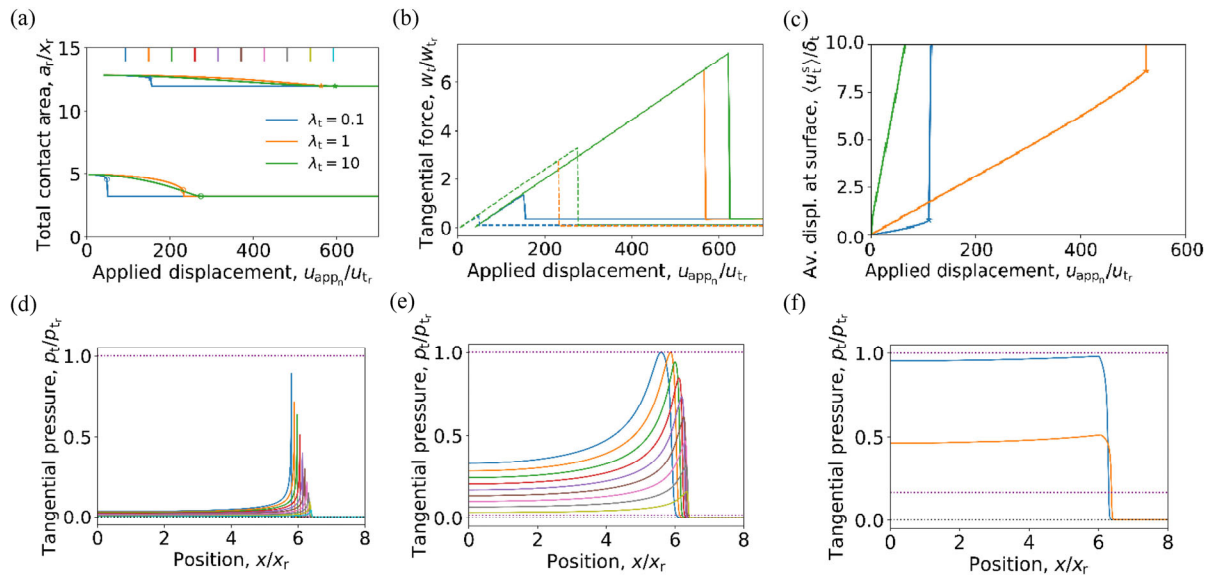 (a)
Total contact area, a_r/x_r
15
10
5
0
λ_t = 0.1
λ_t = 1
λ_t = 10
0 200 400 600
Applied displacement, u_app_n/u_t_r
(b)
Tangential force, w_t/w_t_r
7
6
5
4
3
2
1
0
0 200 400 600
Applied displacement, u_app_n/u_t_r
(c)
Av. displ. at surface, ⟨u_t^s⟩/δ_t
10.0
7.5
5.0
2.5
0.0
0 200 400 600
Applied displacement, u_app_n/u_t_r
(d)
Tangential pressure, p_t/p_t_r
1.0
0.5
0.0
0 2 4 6 8
Position, x/x_r
(e)
Tangential pressure, p_t/p_t_r
1.0
0.5
0.0
0 2 4 6 8
Position, x/x_r
(f)
Tangential pressure, p_t/p_t_r
1.0
0.5
0.0
0 2 4 6 8
Position, x/x_r